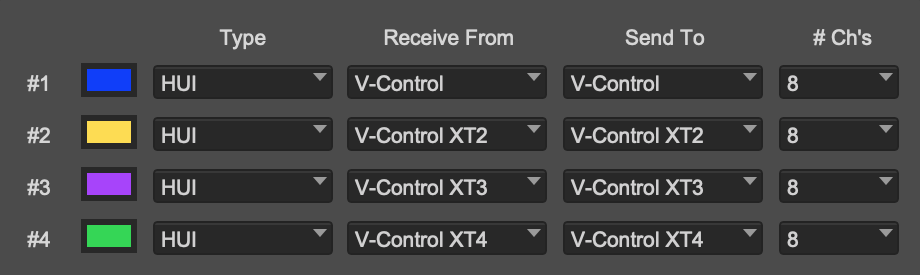 Type Receive From Send To # Ch's
#1 HUI V-Control V-Control 8
#2 HUI V-Control XT2 V-Control XT2 8
#3 HUI V-Control XT3 V-Control XT3 8
#4 HUI V-Control XT4 V-Control XT4 8